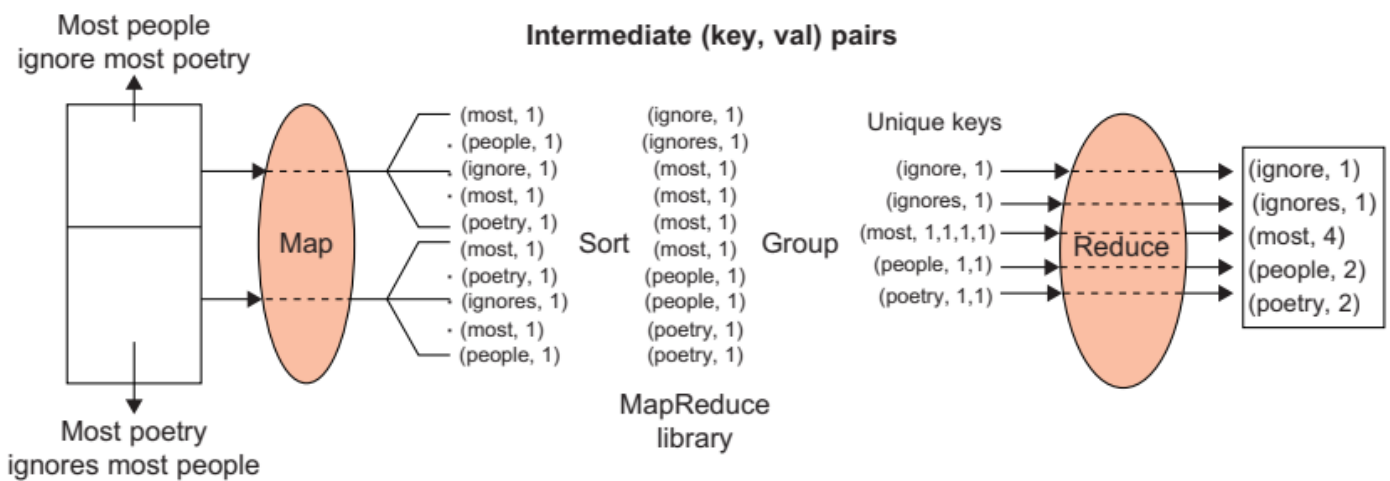 Most people
ignore most poetry
Intermediate (key, val) pairs
Map
(most, 1)
(people, 1)
(ignore, 1)
(most, 1)
(poetry, 1)
(most, 1)
(poetry, 1)
(ignores, 1)
(most, 1)
(people, 1)
Sort
(ignore, 1)
(ignores, 1)
(most, 1)
(most, 1)
(most, 1)
(most, 1)
(people, 1)
(people, 1)
(poetry, 1)
(poetry, 1)
Group
Unique keys
(ignore, 1)
(ignores, 1)
(most, 1,1,1,1)
(people, 1,1)
(poetry, 1,1)
Reduce
(ignore, 1)
(ignores, 1)
(most, 4)
(people, 2)
(poetry, 2)
MapReduce
library
Most poetry
ignores most people